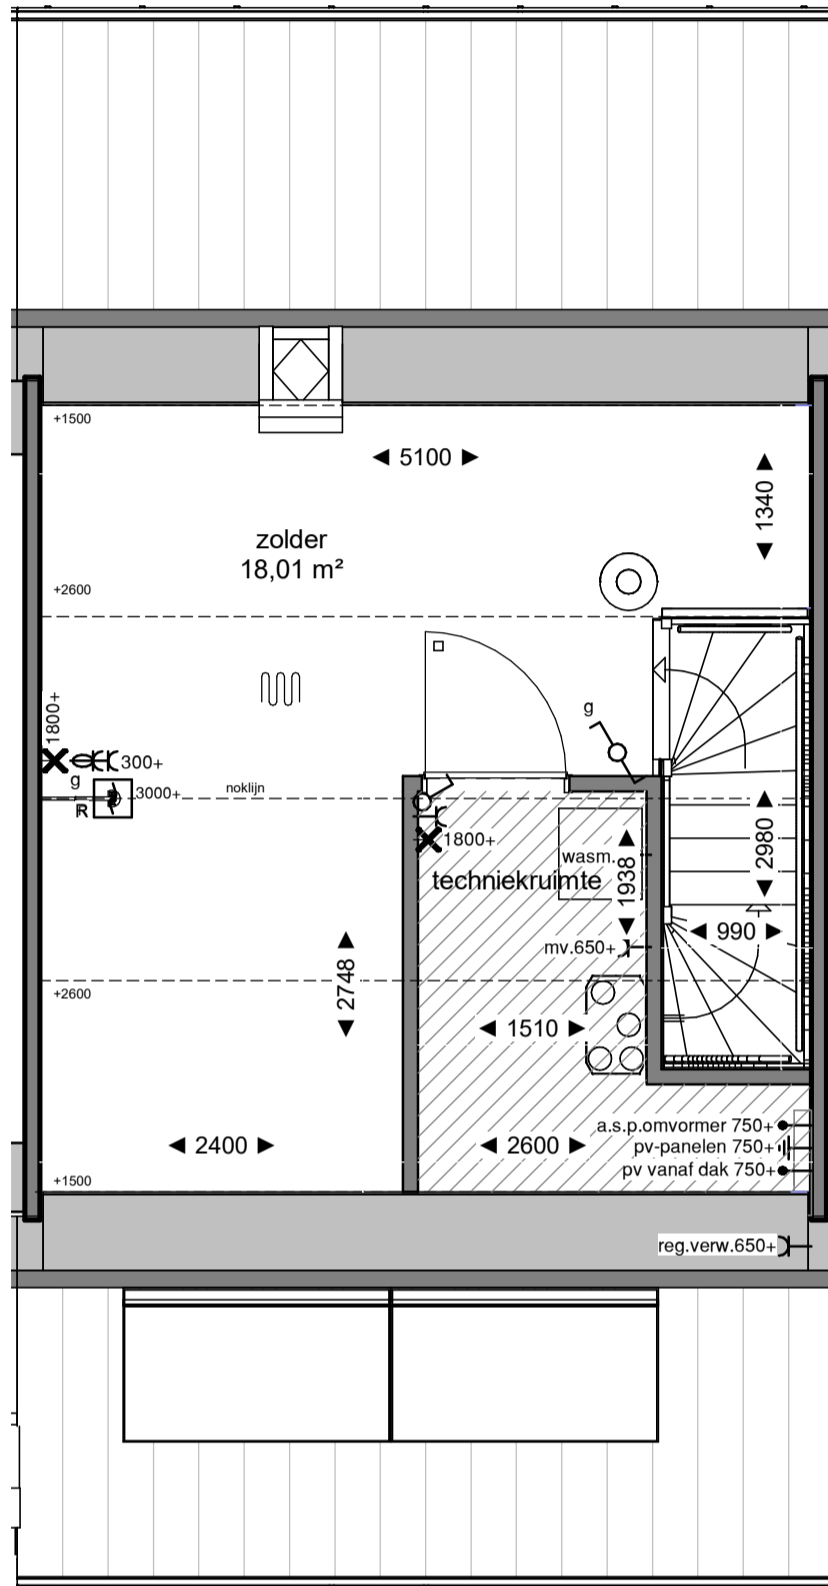 +1500
5100
1340
zolder
18,01 m²
+2600
g
1800+
300+
g
3000+
R
noklijn
1800+
wasm.
techniekruimte
1938
2980
990
mv.650+
2748
+2600
1510
2400
2600
a.s.p.omvormer 750+
pv-panelen 750+
pv vanaf dak 750+
+1500
reg.verw.650+